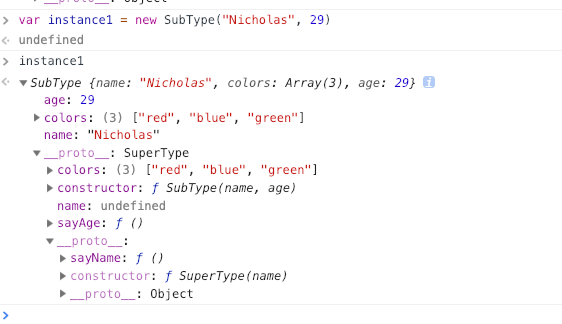 __proto__: Object
> var instance1 = new SubType("Nicholas", 29)
undefined
> instance1
SubType {name: "Nicholas", colors: Array(3), age: 29} i
age: 29
colors: (3) ["red", "blue", "green"]
name: "Nicholas"
__proto__: SuperType
colors: (3) ["red", "blue", "green"]
constructor: ƒ SubType(name, age)
name: undefined
sayAge: ƒ ()
__proto__:
sayName: ƒ ()
constructor: ƒ SuperType(name)
__proto__: Object
>